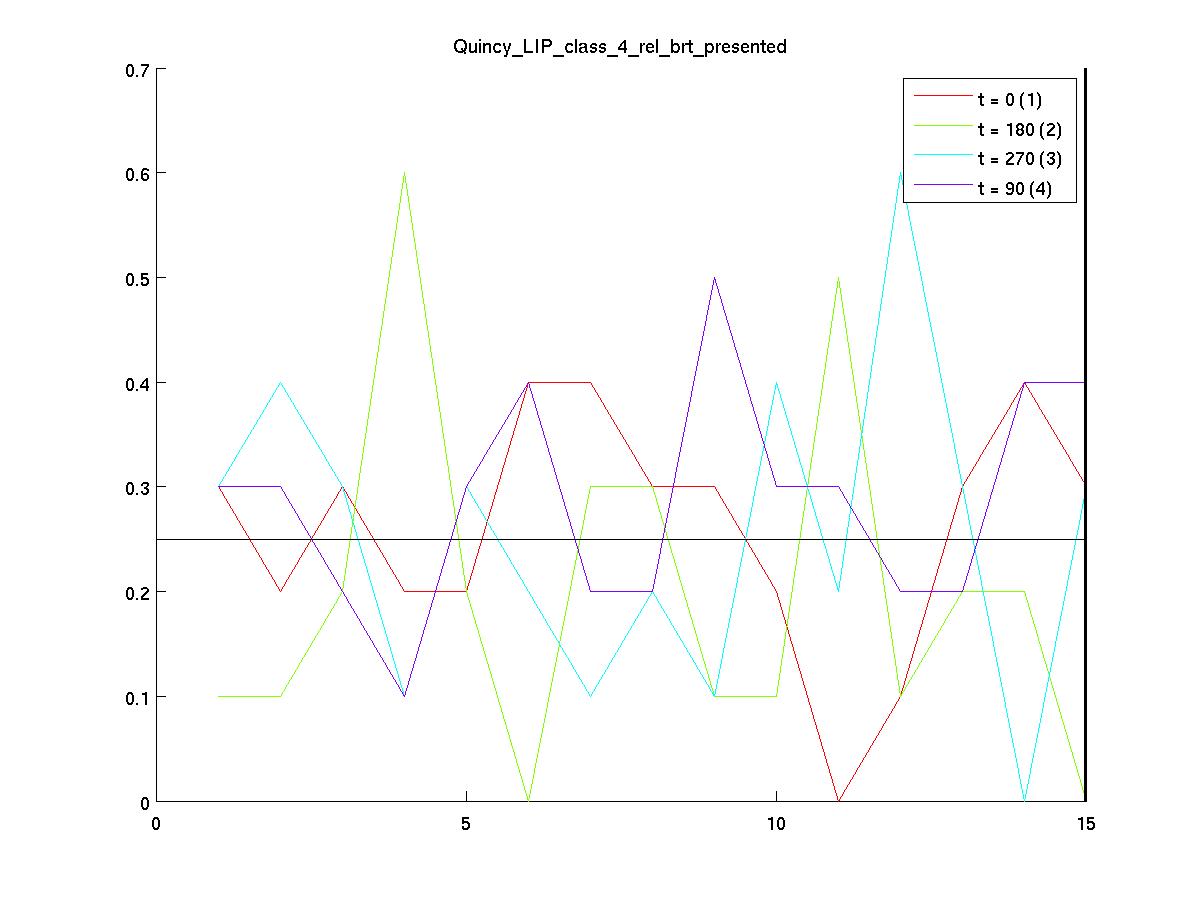 Quincy_LIP_class_4_rel_brt_presented
0.7
0.6
0.5
0.4
0.3
0.2
0.1
0
0 5 10 15
t = 0 (1)
t = 180 (2)
t = 270 (3)
t = 90 (4)